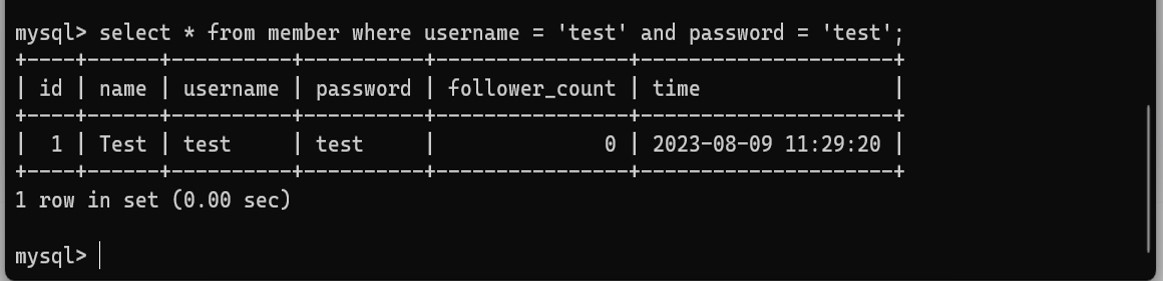 mysql> select * from member where username = 'test' and password = 'test';
+----+------+----------+----------+----------------+---------------------+
| id | name | username | password | follower_count | time                |
+----+------+----------+----------+----------------+---------------------+
|  1 | Test | test     | test     |              0 | 2023-08-09 11:29:20 |
+----+------+----------+----------+----------------+---------------------+
1 row in set (0.00 sec)
mysql>